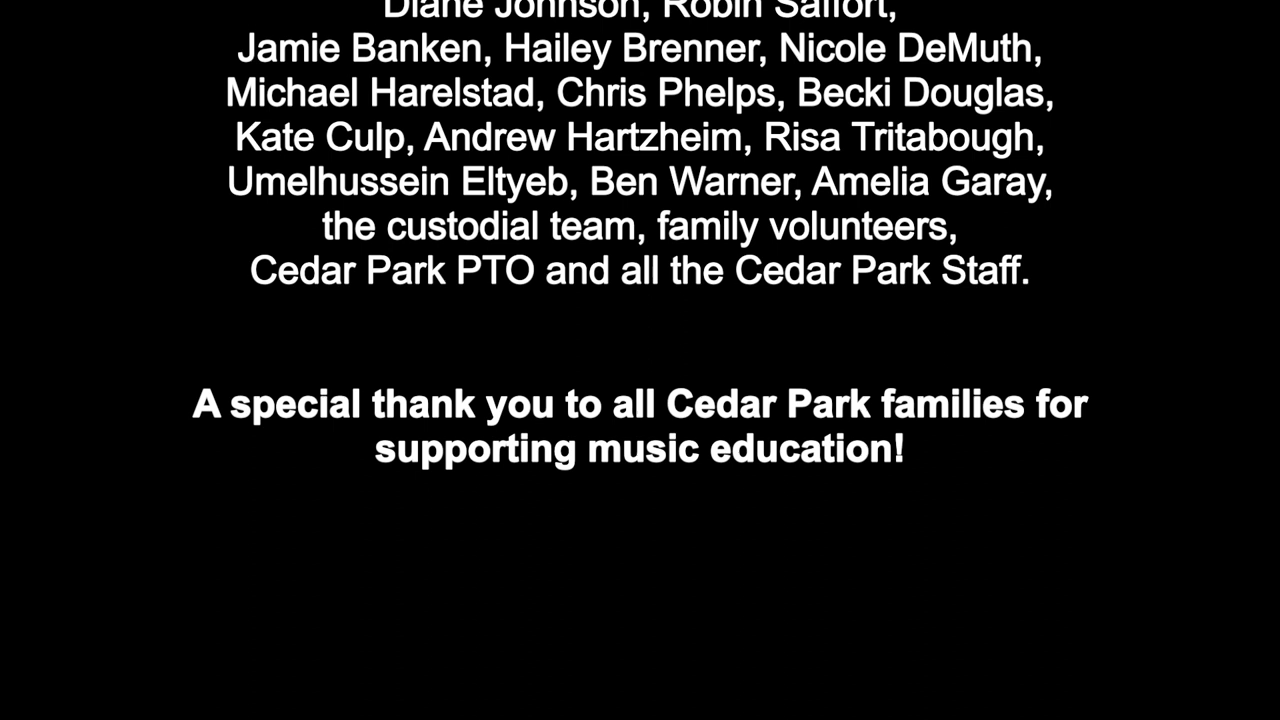 Diane Johnson, Robin Saffort,
Jamie Banken, Hailey Brenner, Nicole DeMuth,
Michael Harelstad, Chris Phelps, Becki Douglas,
Kate Culp, Andrew Hartzheim, Risa Tritabough,
Umelhussein Eltyeb, Ben Warner, Amelia Garay,
the custodial team, family volunteers,
Cedar Park PTO and all the Cedar Park Staff.
A special thank you to all Cedar Park families for
supporting music education!